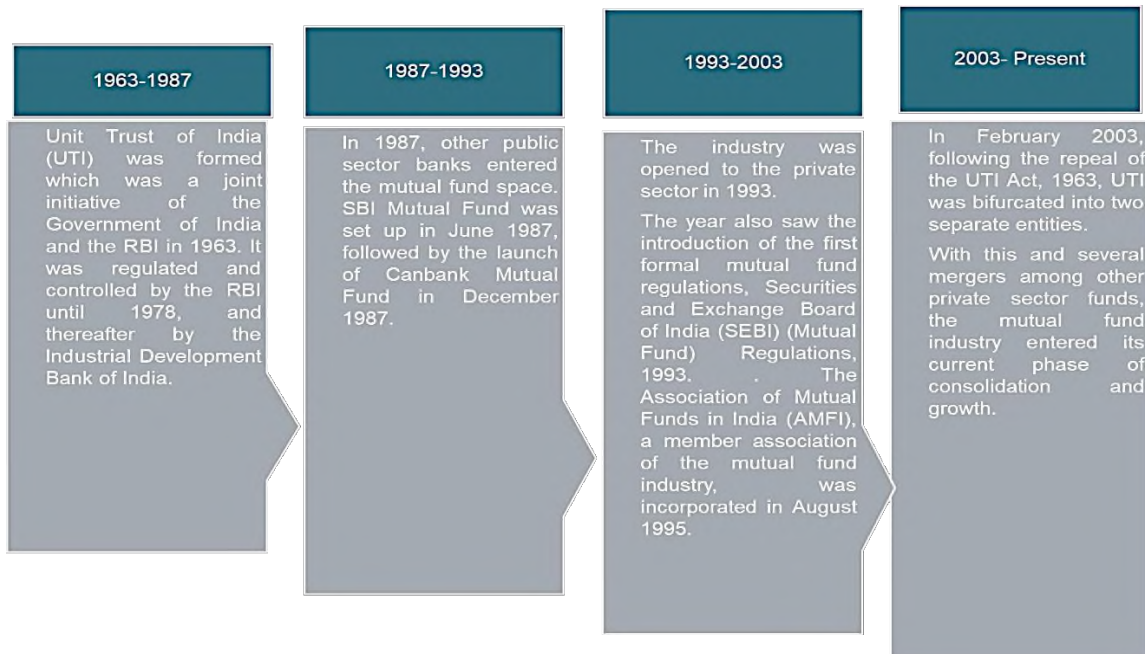 1963-1987
Unit Trust of India
(UTI) was formed
which was a joint
initiative of the
Government of India
and the RBI in 1963. It
was regulated and
controlled by the RBI
until 1978, and
thereafter by the
Industrial Development
Bank of India.
1987-1993
In 1987, other public
sector banks entered
the mutual fund space.
SBI Mutual Fund was
set up in June 1987,
followed by the launch
of Canbank Mutual
Fund in December
1987.
1993-2003
The industry was
opened to the private
sector in 1993.
The year also saw the
introduction of the first
formal mutual fund
regulations, Securities
and Exchange Board
of India (SEBI) (Mutual
Fund) Regulations,
1993. . The
Association of Mutual
Funds in India (AMFI),
a member association
of the mutual fund
industry, was
incorporated in August
1995.
2003- Present
In February 2003,
following the repeal of
the UTI Act, 1963, UTI
was bifurcated into two
separate entities.
With this and several
mergers among other
private sector funds,
the mutual fund
industry entered its
current phase of
consolidation and
growth.